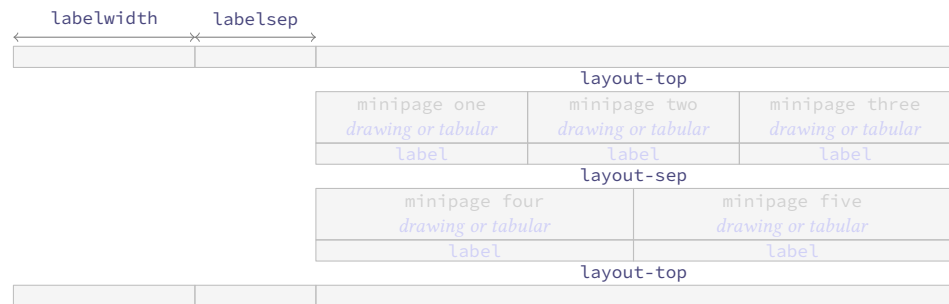 labelwidth labelsep
layout-top
minipage one minipage two minipage three
drawing or tabular drawing or tabular drawing or tabular
label label label
layout-sep
minipage four minipage five
drawing or tabular drawing or tabular
label label
layout-top